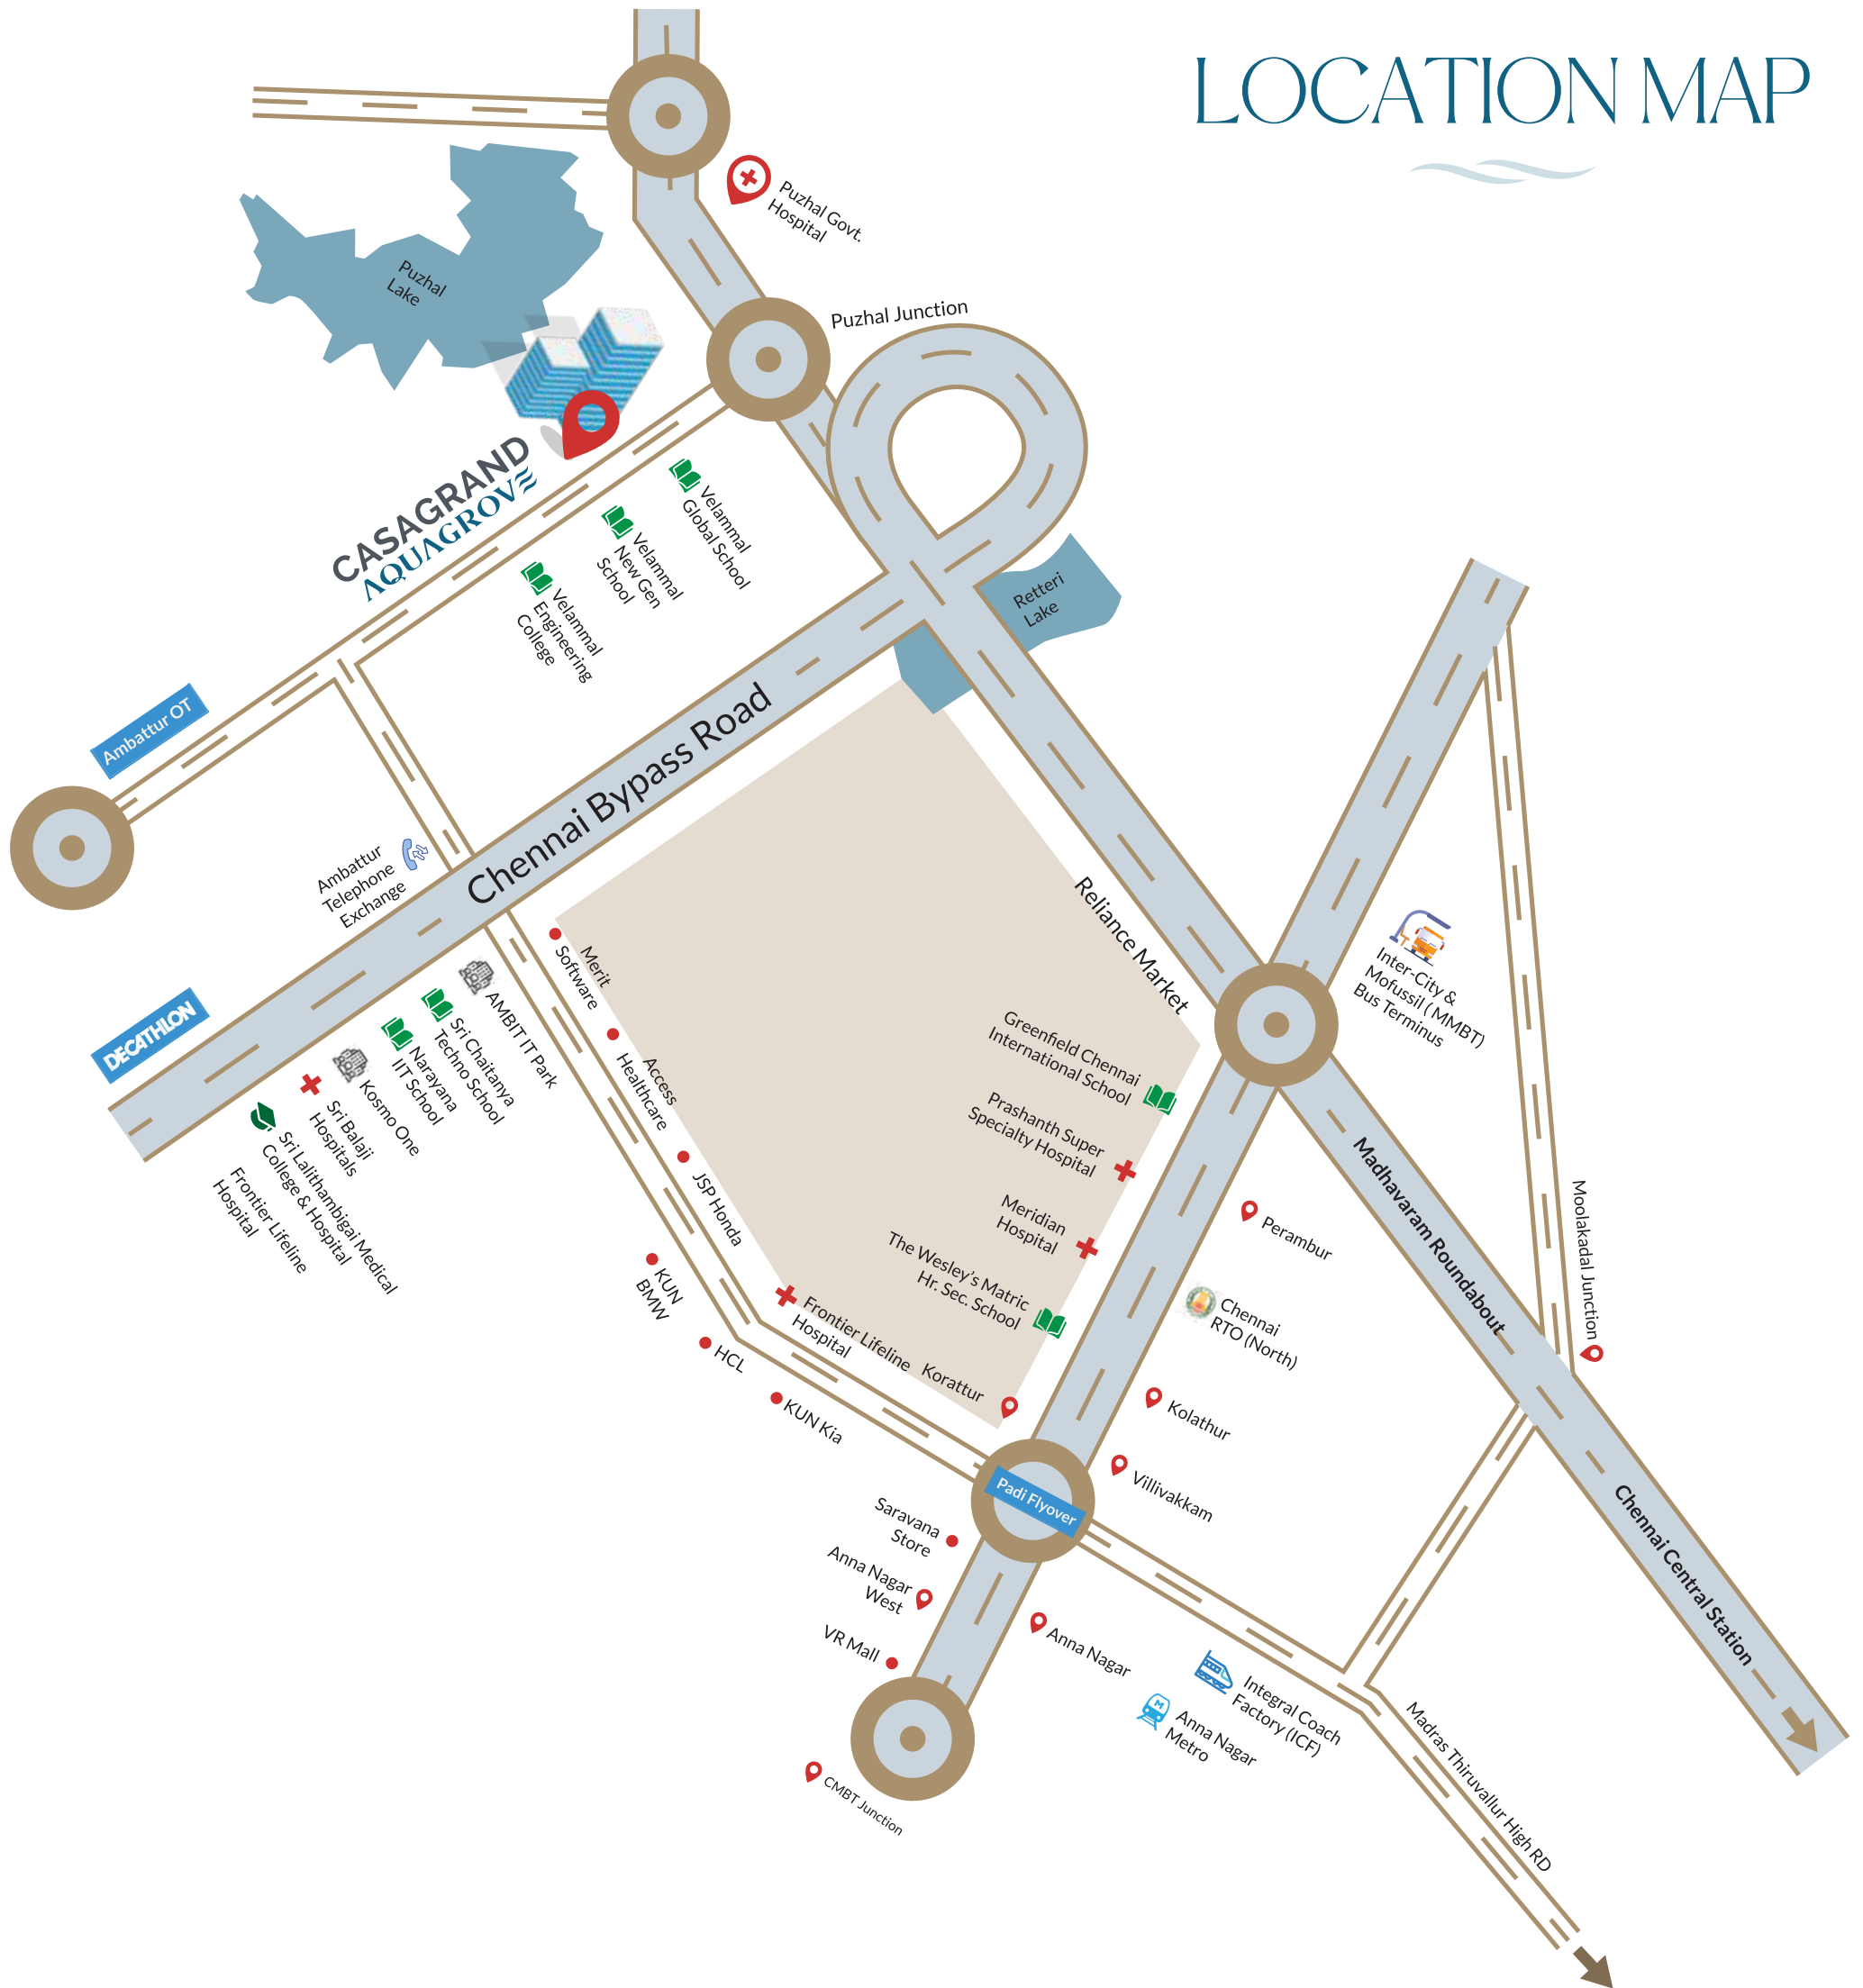 LOCATION MAP
Puzhal Govt.
Hospital
Puzhal
Lake
Puzhal Junction
CASAGRAND
AQUAGROVE
Velammal
Global School
Velammal
New Gen
School
Velammal
Engineering
College
Retteri
Lake
Ambattur OT
Chennai Bypass Road
Ambattur
Telephone
Exchange
DECATHLON
Reliance Market
Inter-City &
Mofussil ( MMBT)
Bus Terminus
Merit
Software
AMBIT IT Park
Sri Chaitanya
Techno School
Narayana
IIT School
Kosmo One
Sri Balaji
Hospitals
Sri Lalithambigai Medical
College & Hospital
Frontier Lifeline
Hospital
Access
Healthcare
JSP Honda
KUN
BMW
HCL
KUN Kia
Greenfield Chennai
International School
Prashanth Super
Specialty Hospital
Meridian
Hospital
The Wesley's Matric
Hr. Sec. School
Frontier Lifeline
Hospital
Korattur
Perambur
Chennai
RTO (North)
Kolathur
Villivakkam
Madhavaram Roundabout
Moolakadal Junction
Padi Flyover
Saravana
Store
Anna Nagar
West
VR Mall
Anna Nagar
Integral Coach
Factory (ICF)
M
Anna Nagar
Metro
CMBT Junction
Chennai Central Station
Madras Thiruvallur High RD